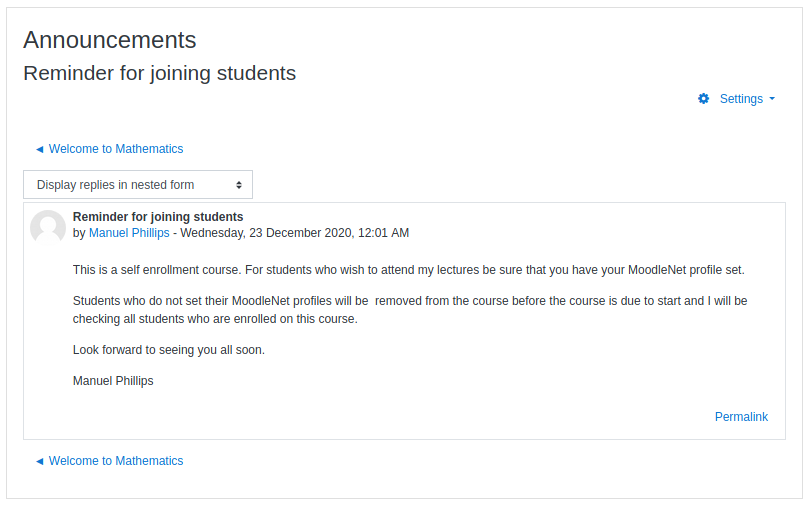 Announcements
Reminder for joining students
Settings
◄ Welcome to Mathematics
Display replies in nested form
Reminder for joining students
by Manuel Phillips - Wednesday, 23 December 2020, 12:01 AM
This is a self enrollment course. For students who wish to attend my lectures be sure that you have your MoodleNet profile set.
Students who do not set their MoodleNet profiles will be  removed from the course before the course is due to start and I will be
checking all students who are enrolled on this course.
Look forward to seeing you all soon.
Manuel Phillips
Permalink
◄ Welcome to Mathematics